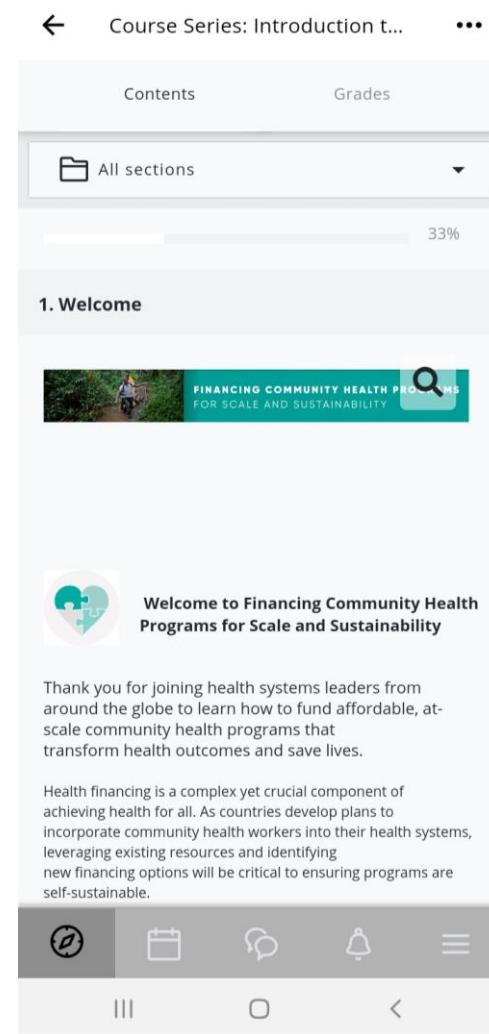 Course Series: Introduction t...
Contents Grades
All sections
33%
1. Welcome
FINANCING COMMUNITY HEALTH
FOR SCALE AND SUSTAINABILITY
Welcome to Financing Community Health
Programs for Scale and Sustainability
Thank you for joining health systems leaders from
around the globe to learn how to fund affordable, at-
scale community health programs that
transform health outcomes and save lives.
Health financing is a complex yet crucial component of
achieving health for all. As countries develop plans to
incorporate community health workers into their health systems,
leveraging existing resources and identifying
new financing options will be critical to ensuring programs are
self-sustainable.